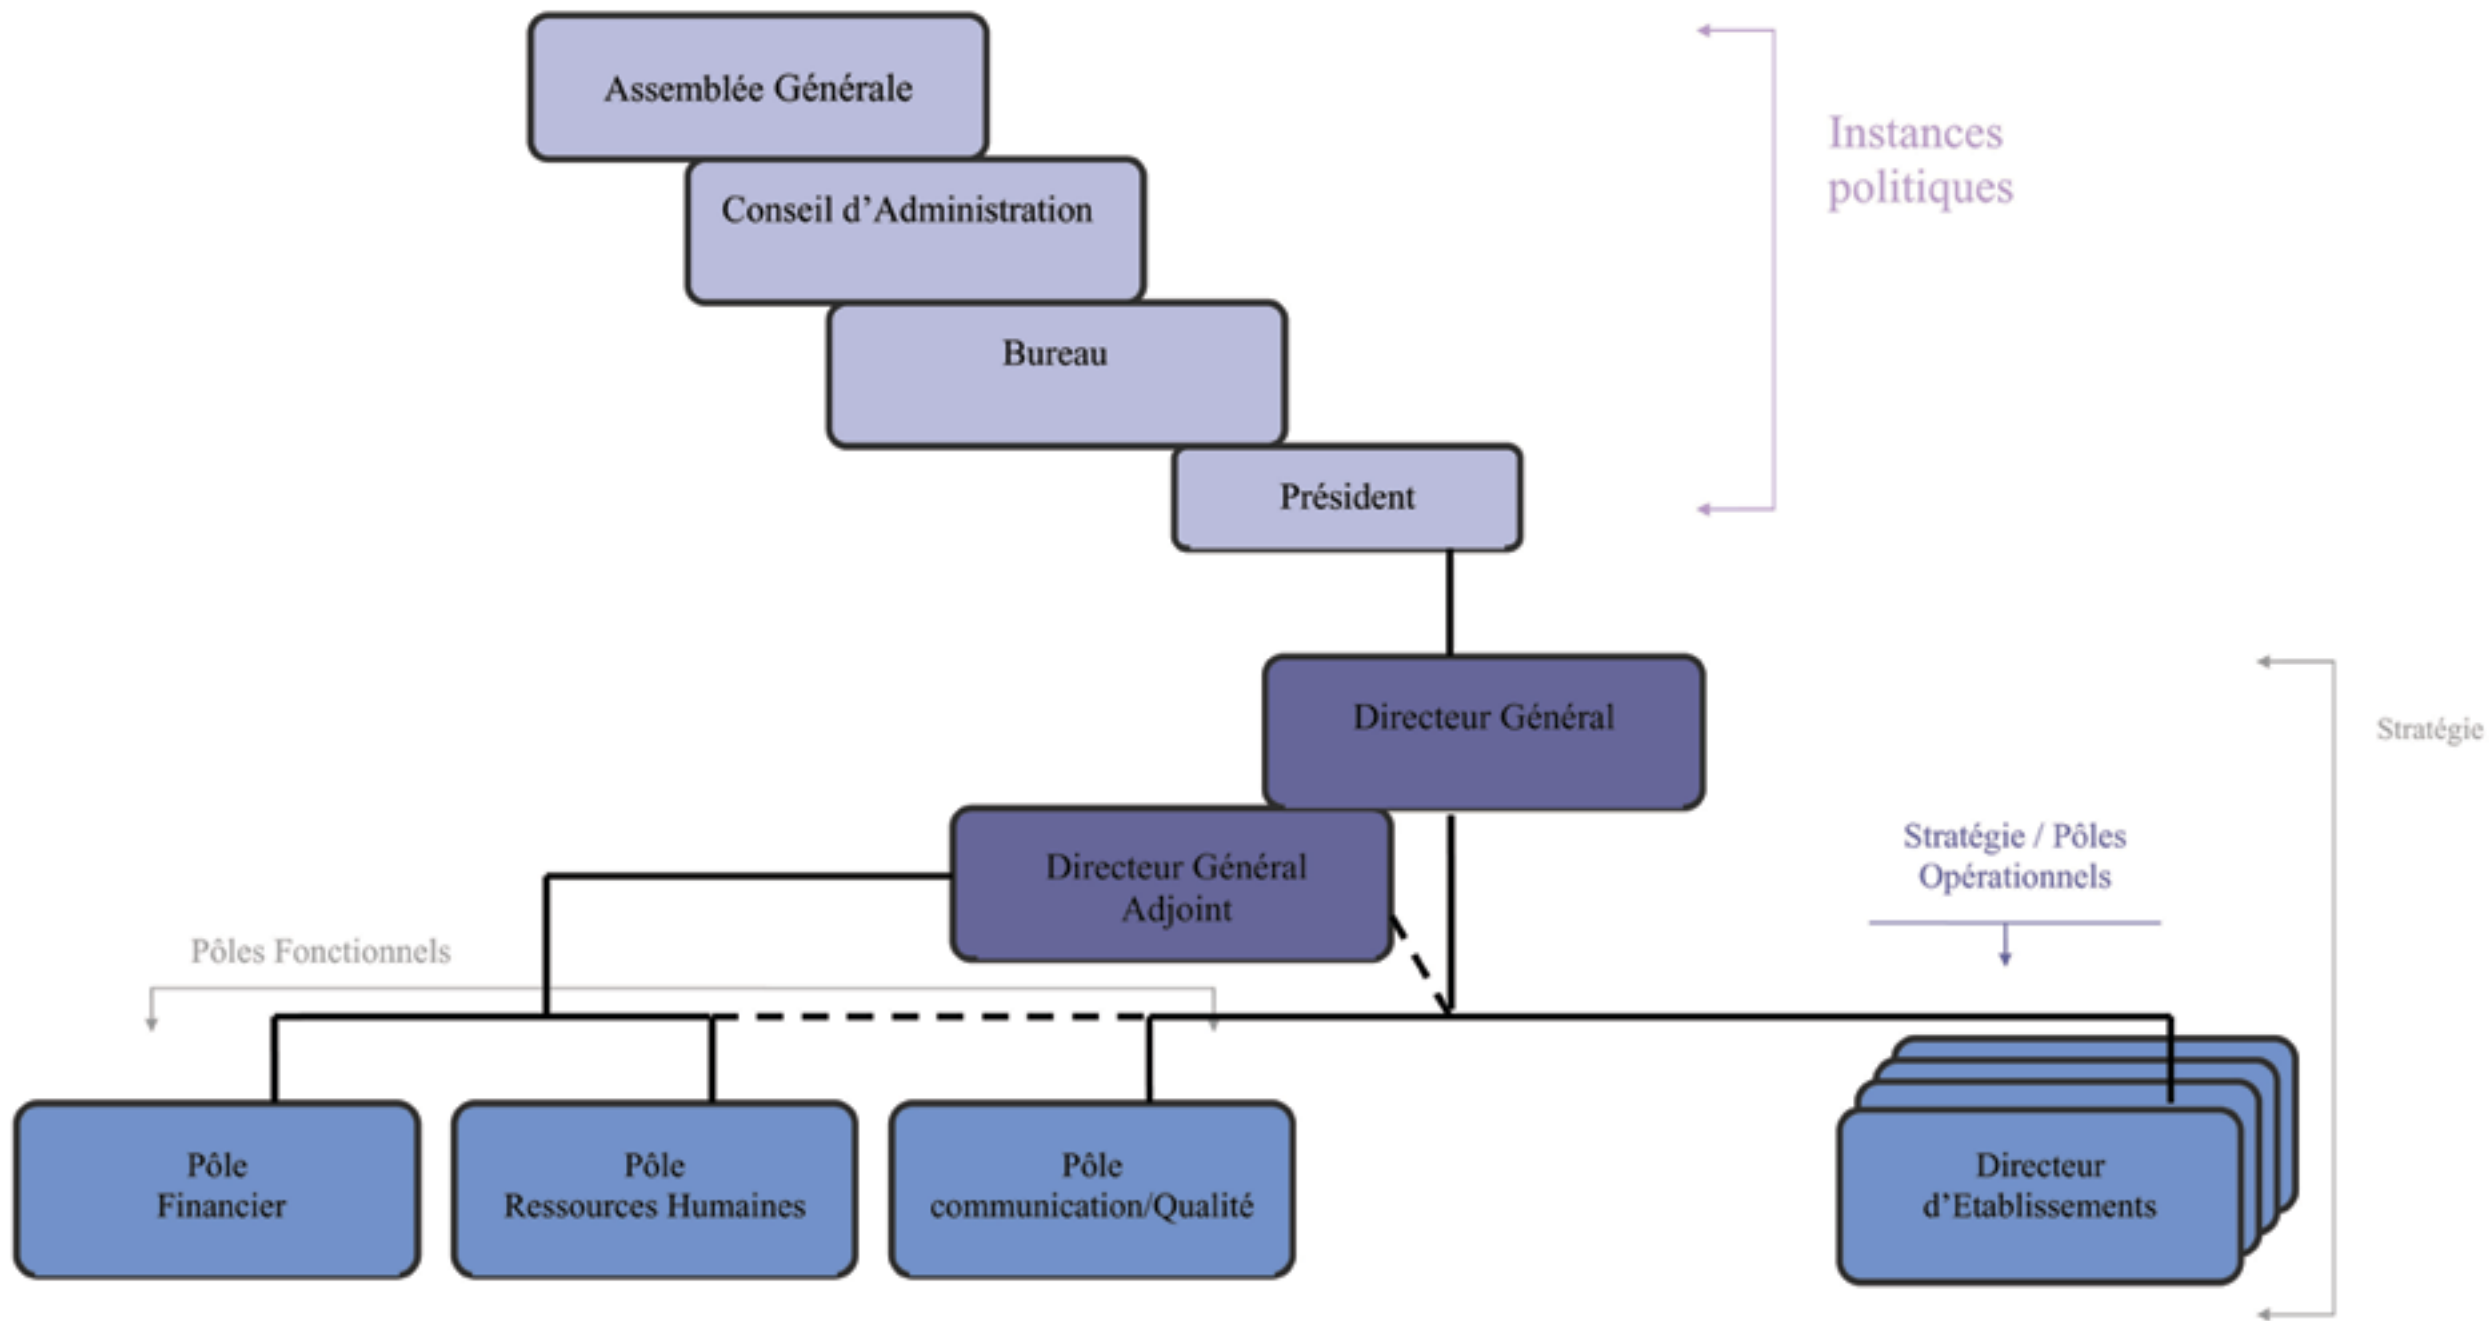 Assemblée Générale
Conseil d’Administration
Instances
politiques
Bureau
Président
Directeur Général
Stratégie
Directeur Général
Adjoint
Stratégie / Pôles
Opérationnels
Pôles Fonctionnels
Pôle
Financier
Pôle
Ressources Humaines
Pôle
communication/Qualité
Directeur
d’Etablissements